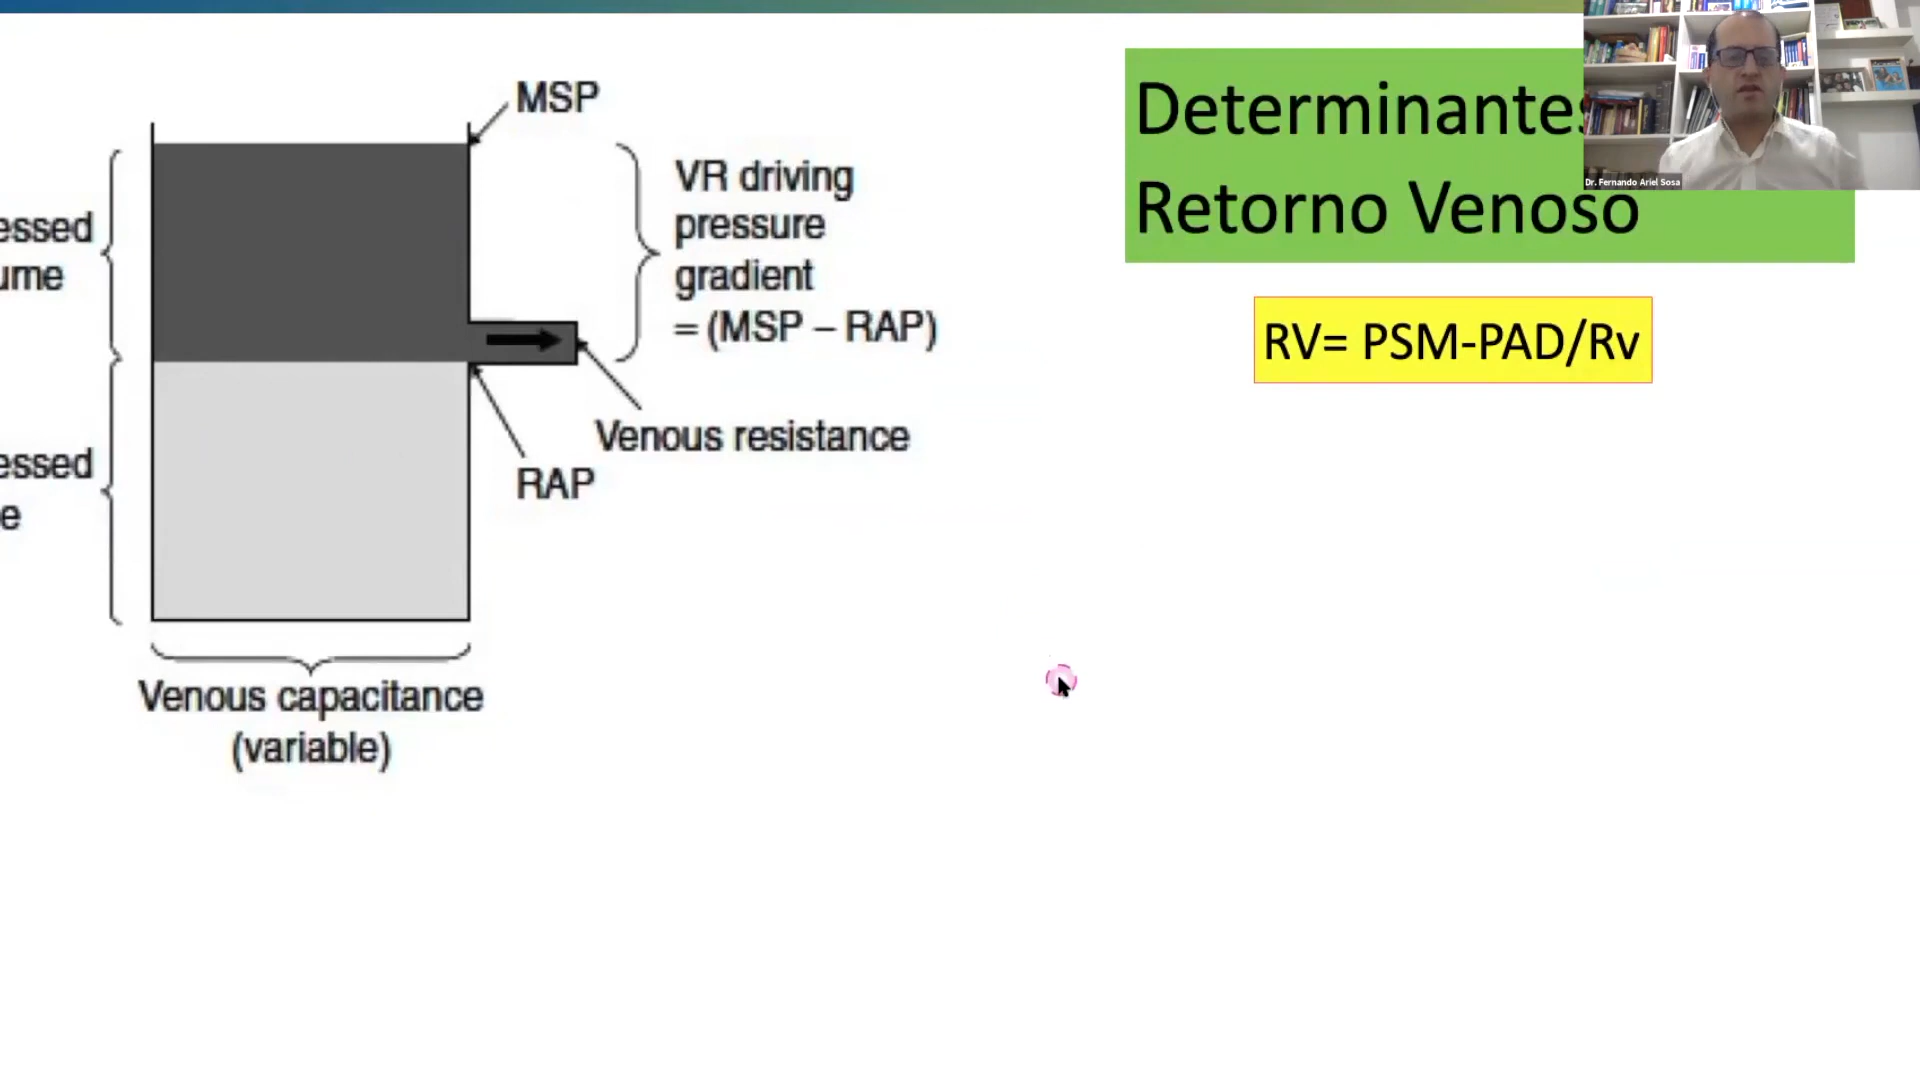 MSP
VR driving
pressure
gradient
= (MSP – RAP)
essed
ume
Venous resistance
RAP
essed
e
Venous capacitance
(variable)
Determinantes
Retorno Venoso
RV= PSM-PAD/Rv
Dr. Fernando Ariel Sosa